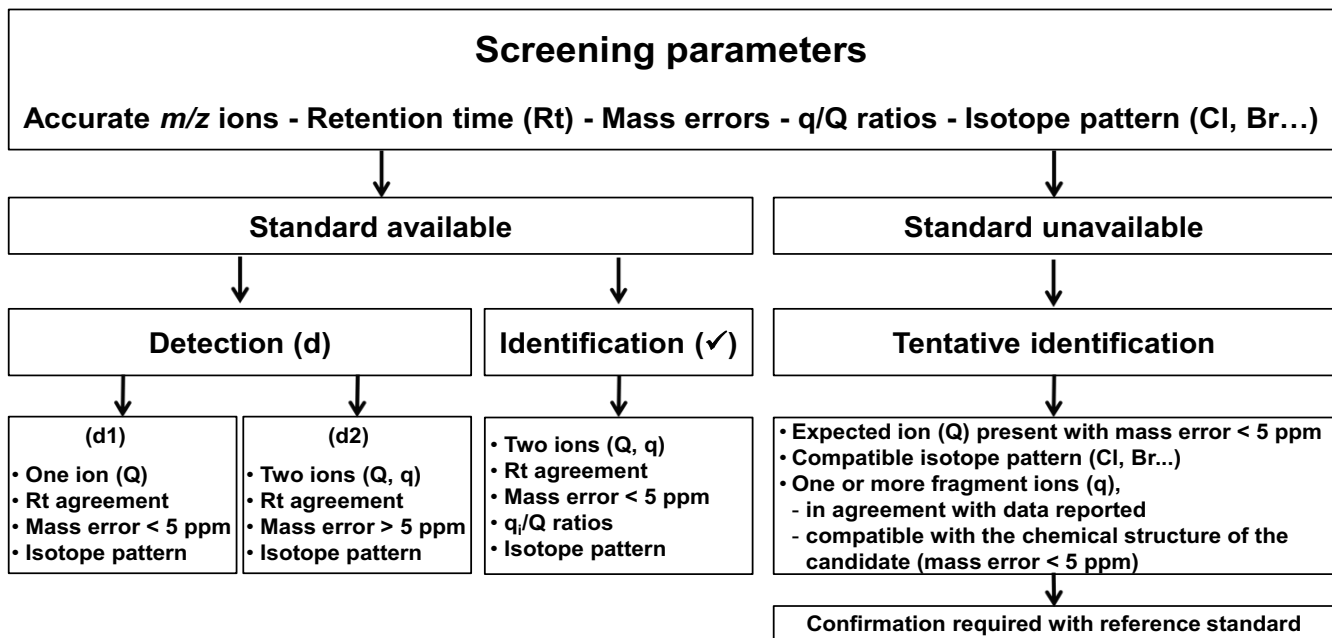 Screening parameters
Accurate m/z ions - Retention time (Rt) - Mass errors - q/Q ratios - Isotope pattern (Cl, Br…)
Standard available
Standard unavailable
Detection (d)
Identification (✓)
Tentative identification
(d1)
• One ion (Q)
• Rt agreement
• Mass error < 5 ppm
• Isotope pattern
(d2)
• Two ions (Q, q)
• Rt agreement
• Mass error > 5 ppm
• Isotope pattern
• Two ions (Q, q)
• Rt agreement
• Mass error < 5 ppm
• qi/Q ratios
• Isotope pattern
• Expected ion (Q) present with mass error < 5 ppm
• Compatible isotope pattern (Cl, Br...)
• One or more fragment ions (q),
- in agreement with data reported
- compatible with the chemical structure of the
candidate (mass error < 5 ppm)
Confirmation required with reference standard